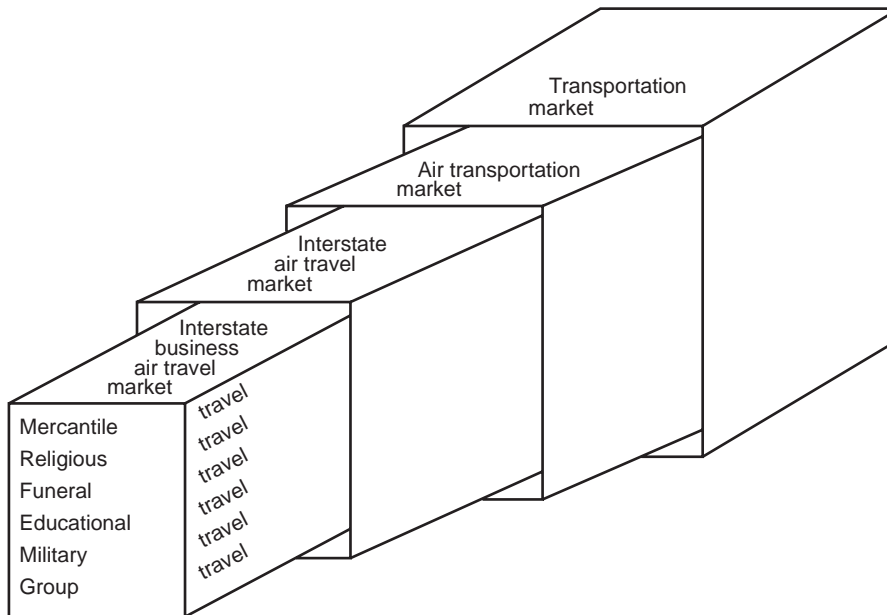 Transportation
market
Air transportation
market
Interstate
air travel
market
Interstate
business
air travel
market
Mercantile travel
Religious travel
Funeral travel
Educational travel
Military travel
Group travel